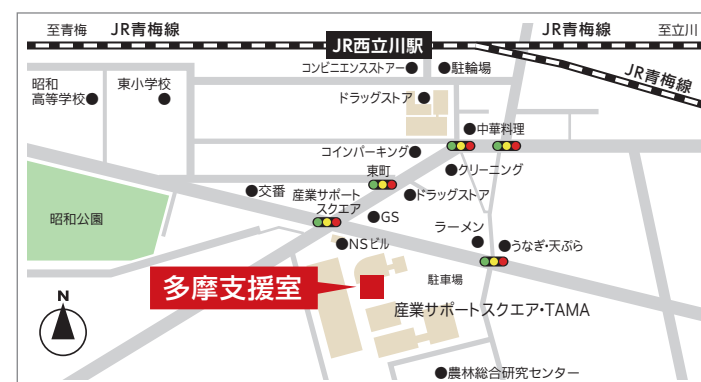 至青梅
JR青梅線
JR西立川駅
JR青梅線
至立川
JR青梅線
コンビニエンスストアー
駐輪場
昭和
高等学校
東小学校
ドラッグストア
中華料理
コインパーキング
クリーニング
東町
ドラッグストア
交番
産業サポート
スクエア
GS
昭和公園
ラーメン
うなぎ・天ぷら
NSビル
駐車場
多摩支援室
産業サポートスクエア・TAMA
N
農林総合研究センター